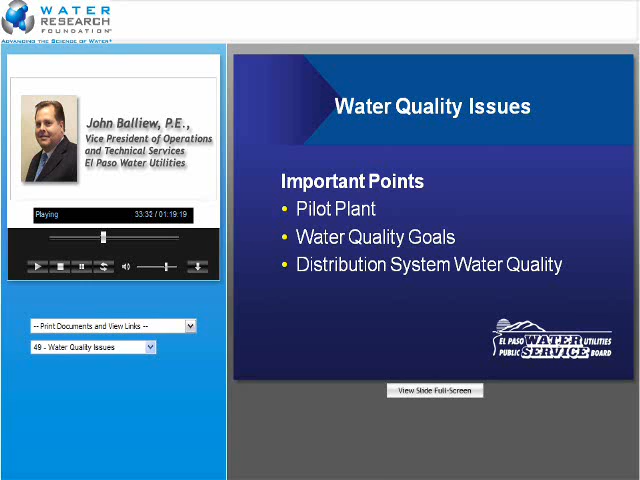 WATER
RESEARCH
FOUNDATION
ADVANCING THE SCIENCE OF WATER
John Balliew, P.E.,
Vice President of Operations
and Technical Services
El Paso Water Utilities
Playing 33:32 / 01:19:19
-- Print Documents and View Links --
49 - Water Quality Issues
Water Quality Issues
Important Points
• Pilot Plant
• Water Quality Goals
• Distribution System Water Quality
EL PASO WATER UTILITIES
PUBLIC SERVICE BOARD
View Slide Full-Screen